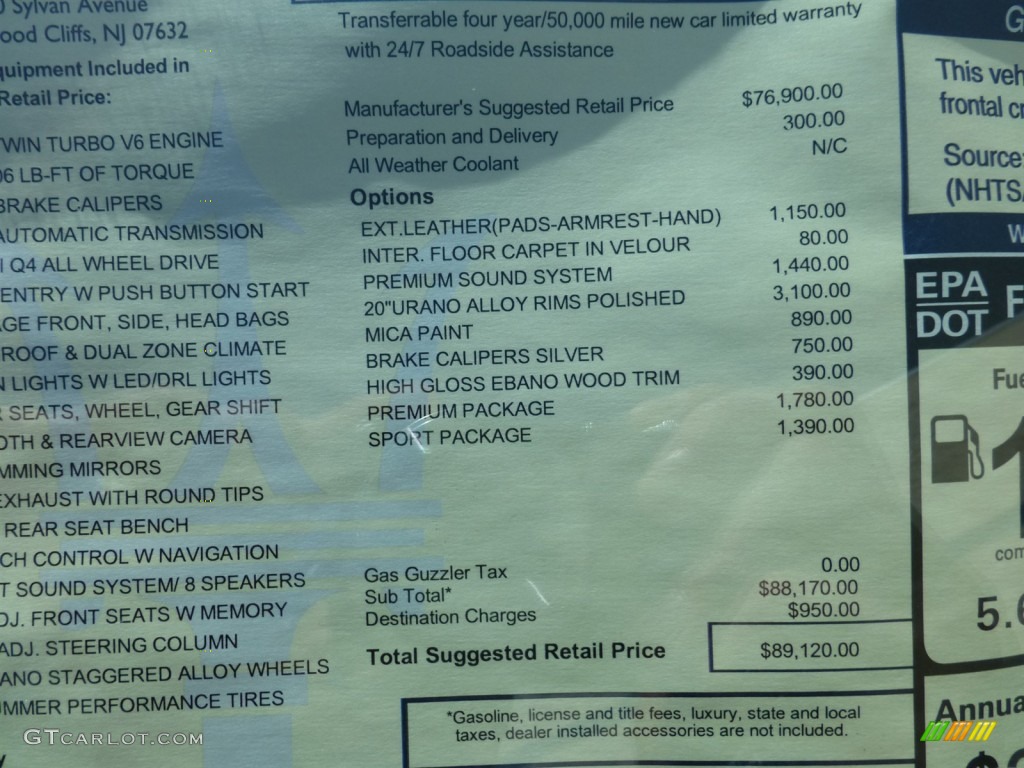 Sylvan Avenue
ood Cliffs, NJ 07632
quipment Included in
Retail Price:
WIN TURBO V6 ENGINE
06 LB-FT OF TORQUE
BRAKE CALIPERS
AUTOMATIC TRANSMISSION
I Q4 ALL WHEEL DRIVE
ENTRY W PUSH BUTTON START
AGE FRONT, SIDE, HEAD BAGS
ROOF & DUAL ZONE CLIMATE
N LIGHTS W LED/DRL LIGHTS
R SEATS, WHEEL, GEAR SHIFT
OTH & REARVIEW CAMERA
MMING MIRRORS
EXHAUST WITH ROUND TIPS
REAR SEAT BENCH
CH CONTROL W NAVIGATION
T SOUND SYSTEM/ 8 SPEAKERS
DJ. FRONT SEATS W MEMORY
ADJ. STEERING COLUMN
ANO STAGGERED ALLOY WHEELS
UMMER PERFORMANCE TIRES
Transferrable four year/50,000 mile new car limited warranty
with 24/7 Roadside Assistance
Manufacturer's Suggested Retail Price $76,900.00
Preparation and Delivery 300.00
All Weather Coolant N/C
Options
EXT.LEATHER(PADS-ARMREST-HAND) 1,150.00
INTER. FLOOR CARPET IN VELOUR 80.00
PREMIUM SOUND SYSTEM 1,440.00
20"URANO ALLOY RIMS POLISHED 3,100.00
MICA PAINT 890.00
BRAKE CALIPERS SILVER 750.00
HIGH GLOSS EBANO WOOD TRIM 390.00
PREMIUM PACKAGE 1,780.00
SPORT PACKAGE 1,390.00
Gas Guzzler Tax 0.00
Sub Total* $88,170.00
Destination Charges $950.00
Total Suggested Retail Price $89,120.00
*Gasoline, license and title fees, luxury, state and local
taxes, dealer installed accessories are not included.
G
This veh
frontal cr
Source:
(NHTSA
W
EPA
DOT F
Fue
1
com
5.
Annua
GTCARLOT.COM